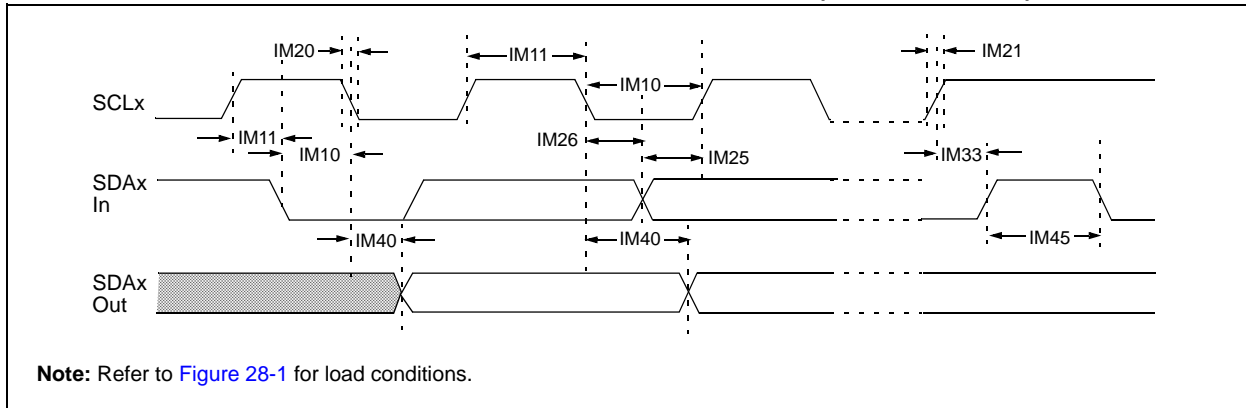 IM20
IM11
IM10
IM21
SCLx
IM11
IM10
IM26
IM25
IM33
SDAx
In
IM40
IM40
IM45
SDAx
Out
Note: Refer to Figure 28-1 for load conditions.